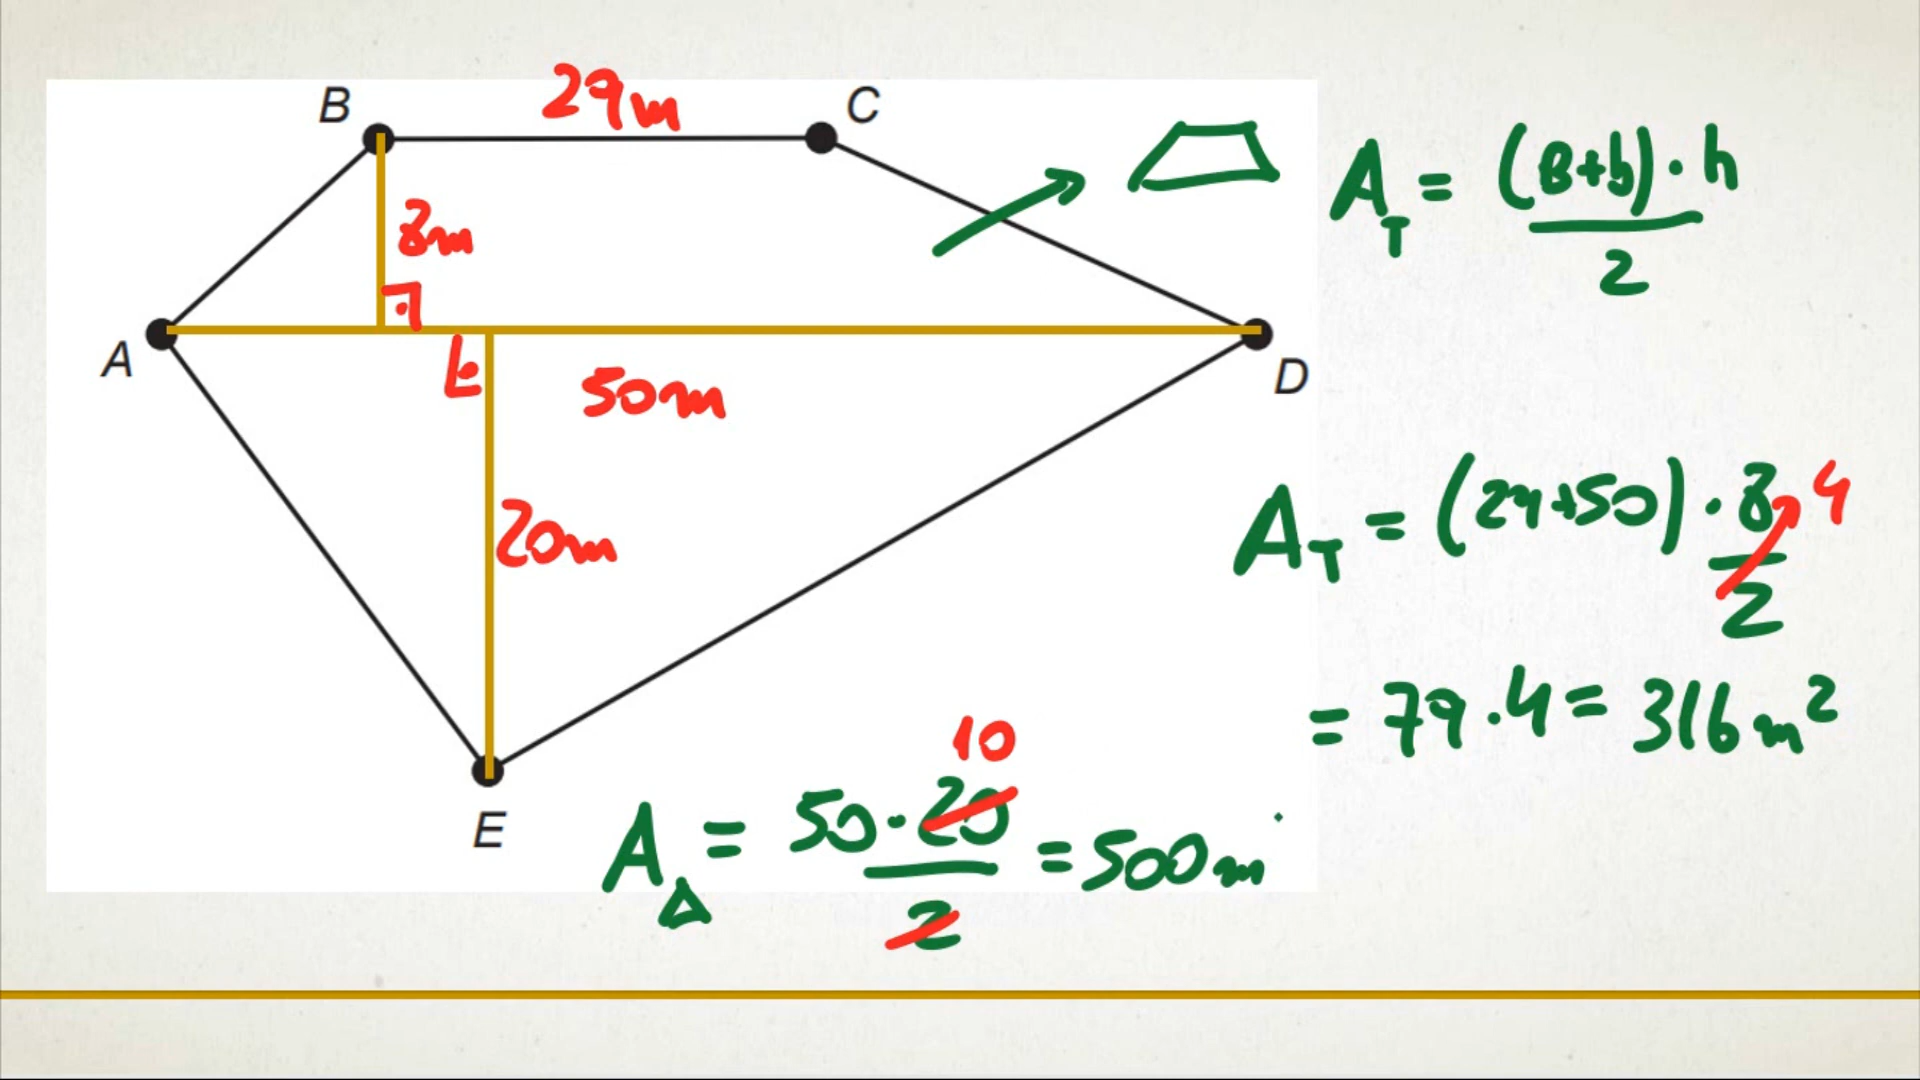 B
29m
C
8m
A
50m
D
20m
E
A_T = (B+b)·h / 2
A_T = (29+50)·8 / 2 4
= 79.4 = 316m²
10
A_Δ = 50·20 / 2 = 500m